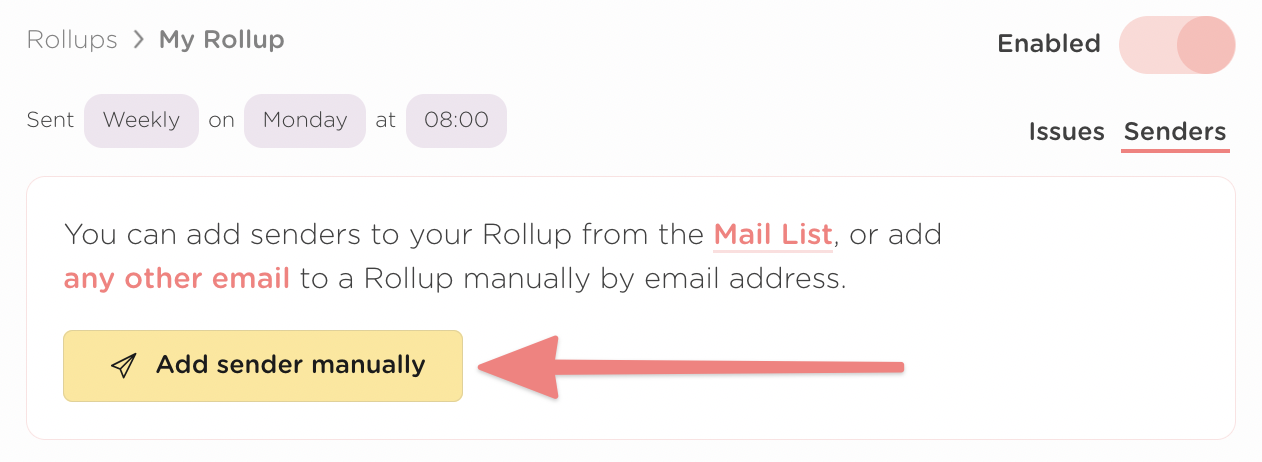 Rollups > My Rollup
Enabled
Sent Weekly on Monday at 08:00
Issues Senders
You can add senders to your Rollup from the Mail List, or add
any other email to a Rollup manually by email address.
Add sender manually